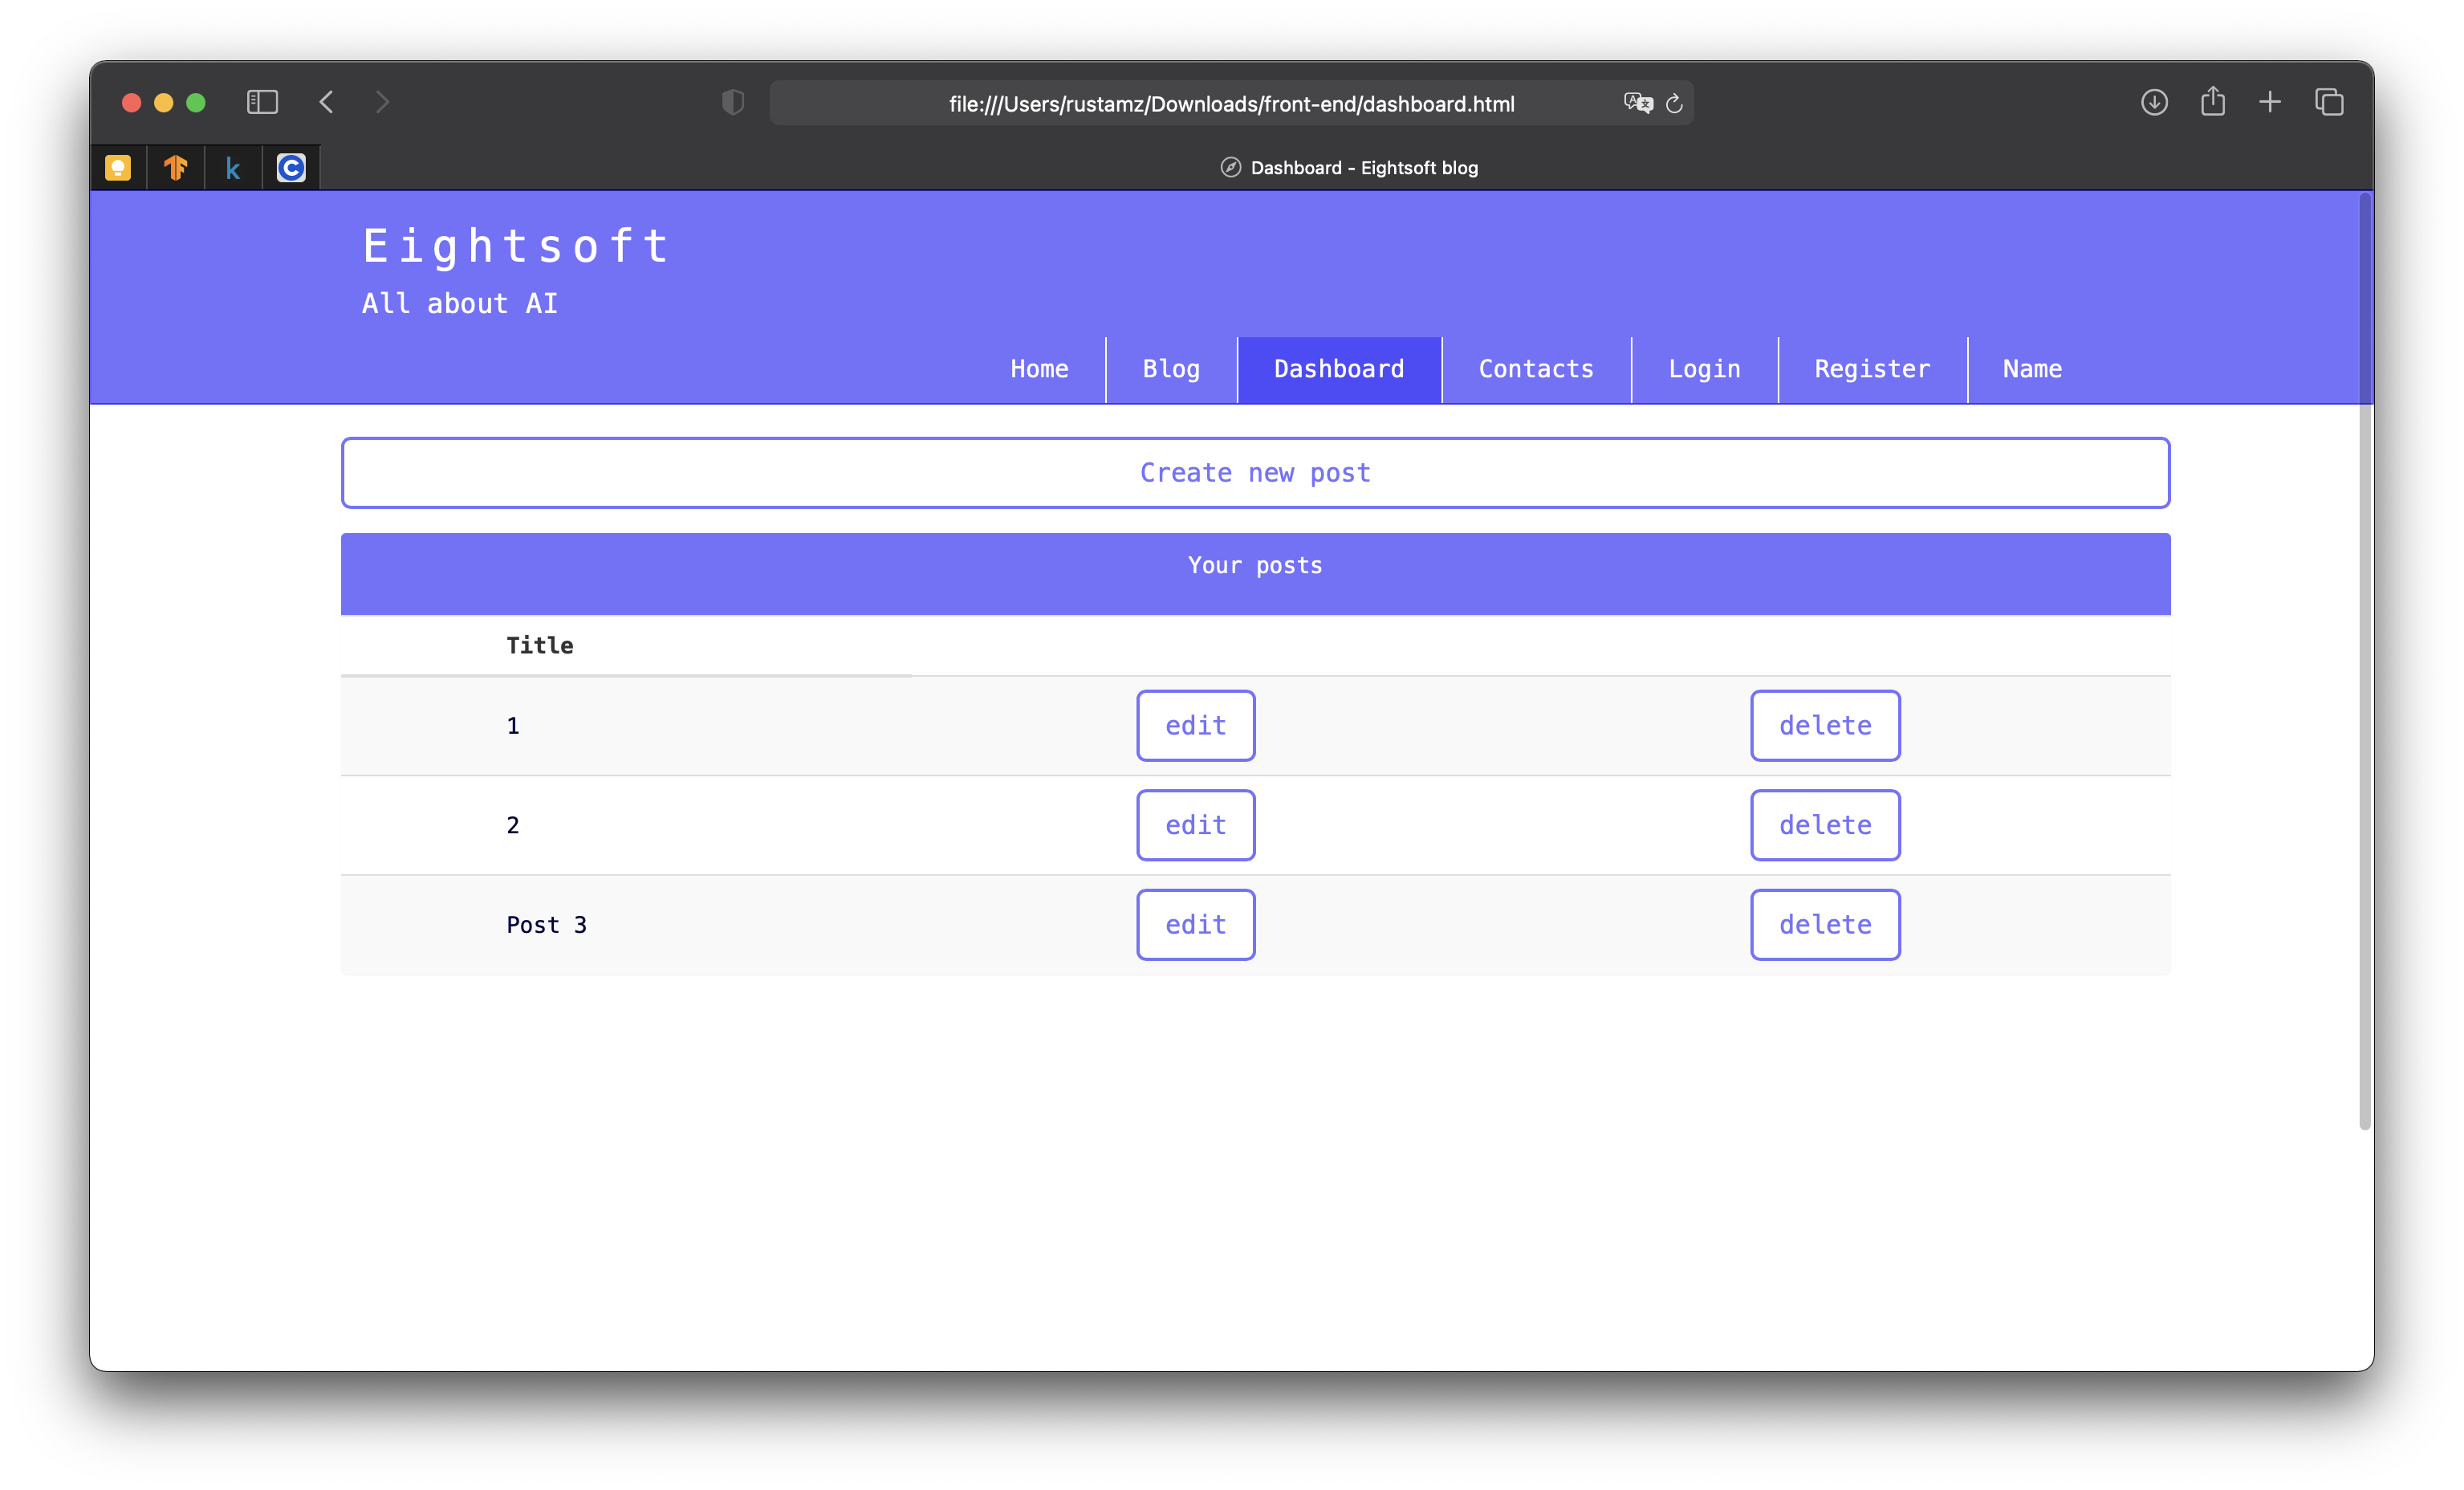 file:///Users/rustamz/Downloads/front-end/dashboard.html
k
C
Dashboard - Eightsoft blog
Eightsoft
All about AI
Home Blog Dashboard Contacts Login Register Name
Create new post
Your posts
Title
1 edit delete
2 edit delete
Post 3 edit delete